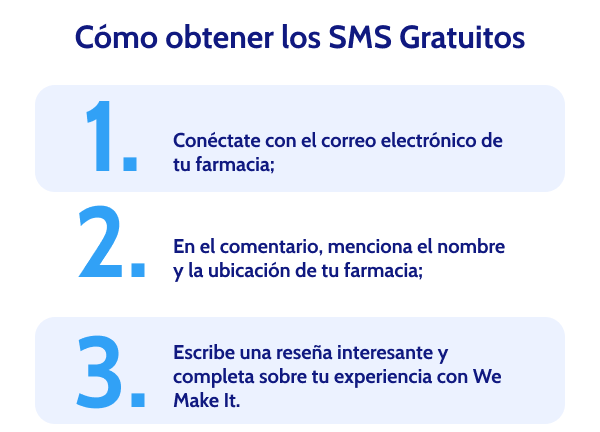 Cómo obtener los SMS Gratuitos
1.
Conéctate con el correo electrónico de
tu farmacia;
2.
En el comentario, menciona el nombre
y la ubicación de tu farmacia;
3.
Escribe una reseña interesante y
completa sobre tu experiencia con We
Make It.